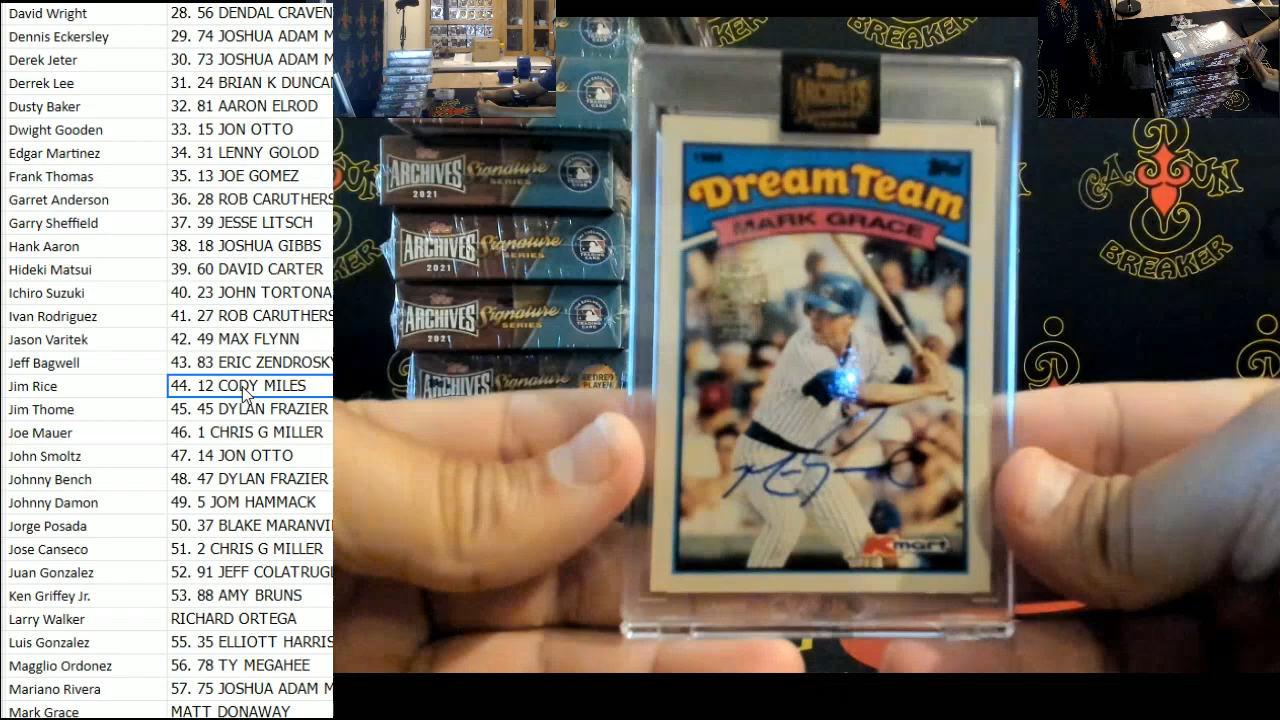 David Wright 28. 56 DENDAL CRAVEN
Dennis Eckersley 29. 74 JOSHUA ADAM M
Derek Jeter 30. 73 JOSHUA ADAM M
Derrek Lee 31. 24 BRIAN K DUNCAN
Dusty Baker 32. 81 AARON ELROD
Dwight Gooden 33. 15 JON OTTO
Edgar Martinez 34. 31 LENNY GOLOD
Frank Thomas 35. 13 JOE GOMEZ
Garret Anderson 36. 28 ROB CARUTHERS
Garry Sheffield 37. 39 JESSE LITSCH
Hank Aaron 38. 18 JOSHUA GIBBS
Hideki Matsui 39. 60 DAVID CARTER
Ichiro Suzuki 40. 23 JOHN TORTONA
Ivan Rodriguez 41. 27 ROB CARUTHERS
Jason Varitek 42. 49 MAX FLYNN
Jeff Bagwell 43. 83 ERIC ZENDROSKY
Jim Rice 44. 12 CODY MILES
Jim Thome 45. 45 DYLAN FRAZIER
Joe Mauer 46. 1 CHRIS G MILLER
John Smoltz 47. 14 JON OTTO
Johnny Bench 48. 47 DYLAN FRAZIER
Johnny Damon 49. 5 JOM HAMMACK
Jorge Posada 50. 37 BLAKE MARANVI
Jose Canseco 51. 2 CHRIS G MILLER
Juan Gonzalez 52. 91 JEFF COLATRUGL
Ken Griffey Jr. 53. 88 AMY BRUNS
Larry Walker RICHARD ORTEGA
Luis Gonzalez 55. 35 ELLIOTT HARRIS
Magglio Ordonez 56. 78 TY MEGAHEE
Mariano Rivera 57. 75 JOSHUA ADAM M
Mark Grace MATT DONAWAY
Topps
ARCHIVES
1989
Topps
Dream Team
MARK GRACE
Kmart
ARCHIVES Signature
2021 SERIES
ARCHIVES Signature
2021 SERIES
ARCHIVES Signature
2021 SERIES
ARCHIVES Signature
RETIRED
PLAYER
BREAKER
CAJUN
BREAKER